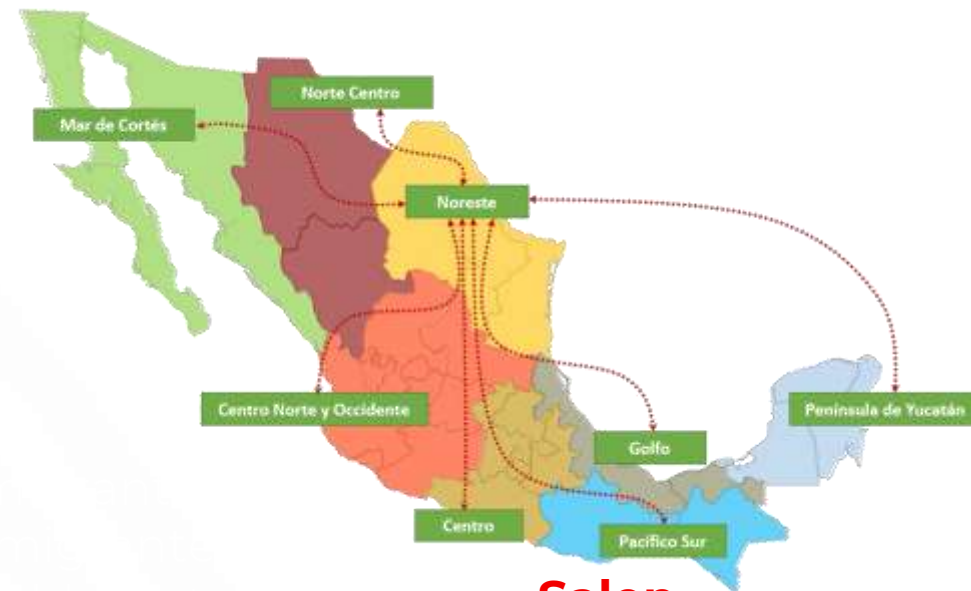 Norte Centro
Mar de Cortés
Noreste
Centro Norte y Occidente
Península de Yucatán
Golfo
Centro
Pacífico Sur